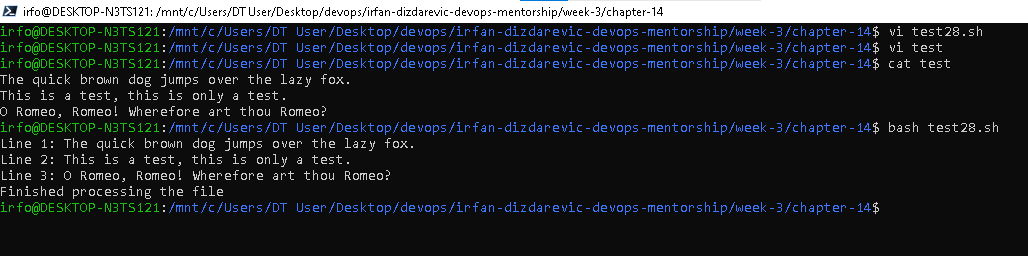 irfo@DESKTOP-N3TS121: /mnt/c/Users/DT User/Desktop/devops/irfan-dizdarevic-devops-mentorship/week-3/chapter-14
irfo@DESKTOP-N3TS121:/mnt/c/Users/DT User/Desktop/devops/irfan-dizdarevic-devops-mentorship/week-3/chapter-14$ vi test28.sh
irfo@DESKTOP-N3TS121:/mnt/c/Users/DT User/Desktop/devops/irfan-dizdarevic-devops-mentorship/week-3/chapter-14$ vi test
irfo@DESKTOP-N3TS121:/mnt/c/Users/DT User/Desktop/devops/irfan-dizdarevic-devops-mentorship/week-3/chapter-14$ cat test
The quick brown dog jumps over the lazy fox.
This is a test, this is only a test.
O Romeo, Romeo! Wherefore art thou Romeo?
irfo@DESKTOP-N3TS121:/mnt/c/Users/DT User/Desktop/devops/irfan-dizdarevic-devops-mentorship/week-3/chapter-14$ bash test28.sh
Line 1: The quick brown dog jumps over the lazy fox.
Line 2: This is a test, this is only a test.
Line 3: O Romeo, Romeo! Wherefore art thou Romeo?
Finished processing the file
irfo@DESKTOP-N3TS121:/mnt/c/Users/DT User/Desktop/devops/irfan-dizdarevic-devops-mentorship/week-3/chapter-14$